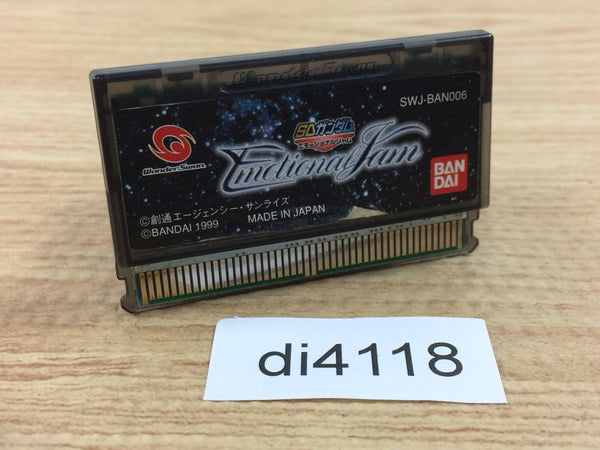 WonderSwan
SWJ-BAN006
SDガンダム
エモーショナルジャム
Emotional Jam
WonderSwan
BAN
DAI
©創通エージェンシー・サンライズ
©BANDAI 1999 MADE IN JAPAN
di4118